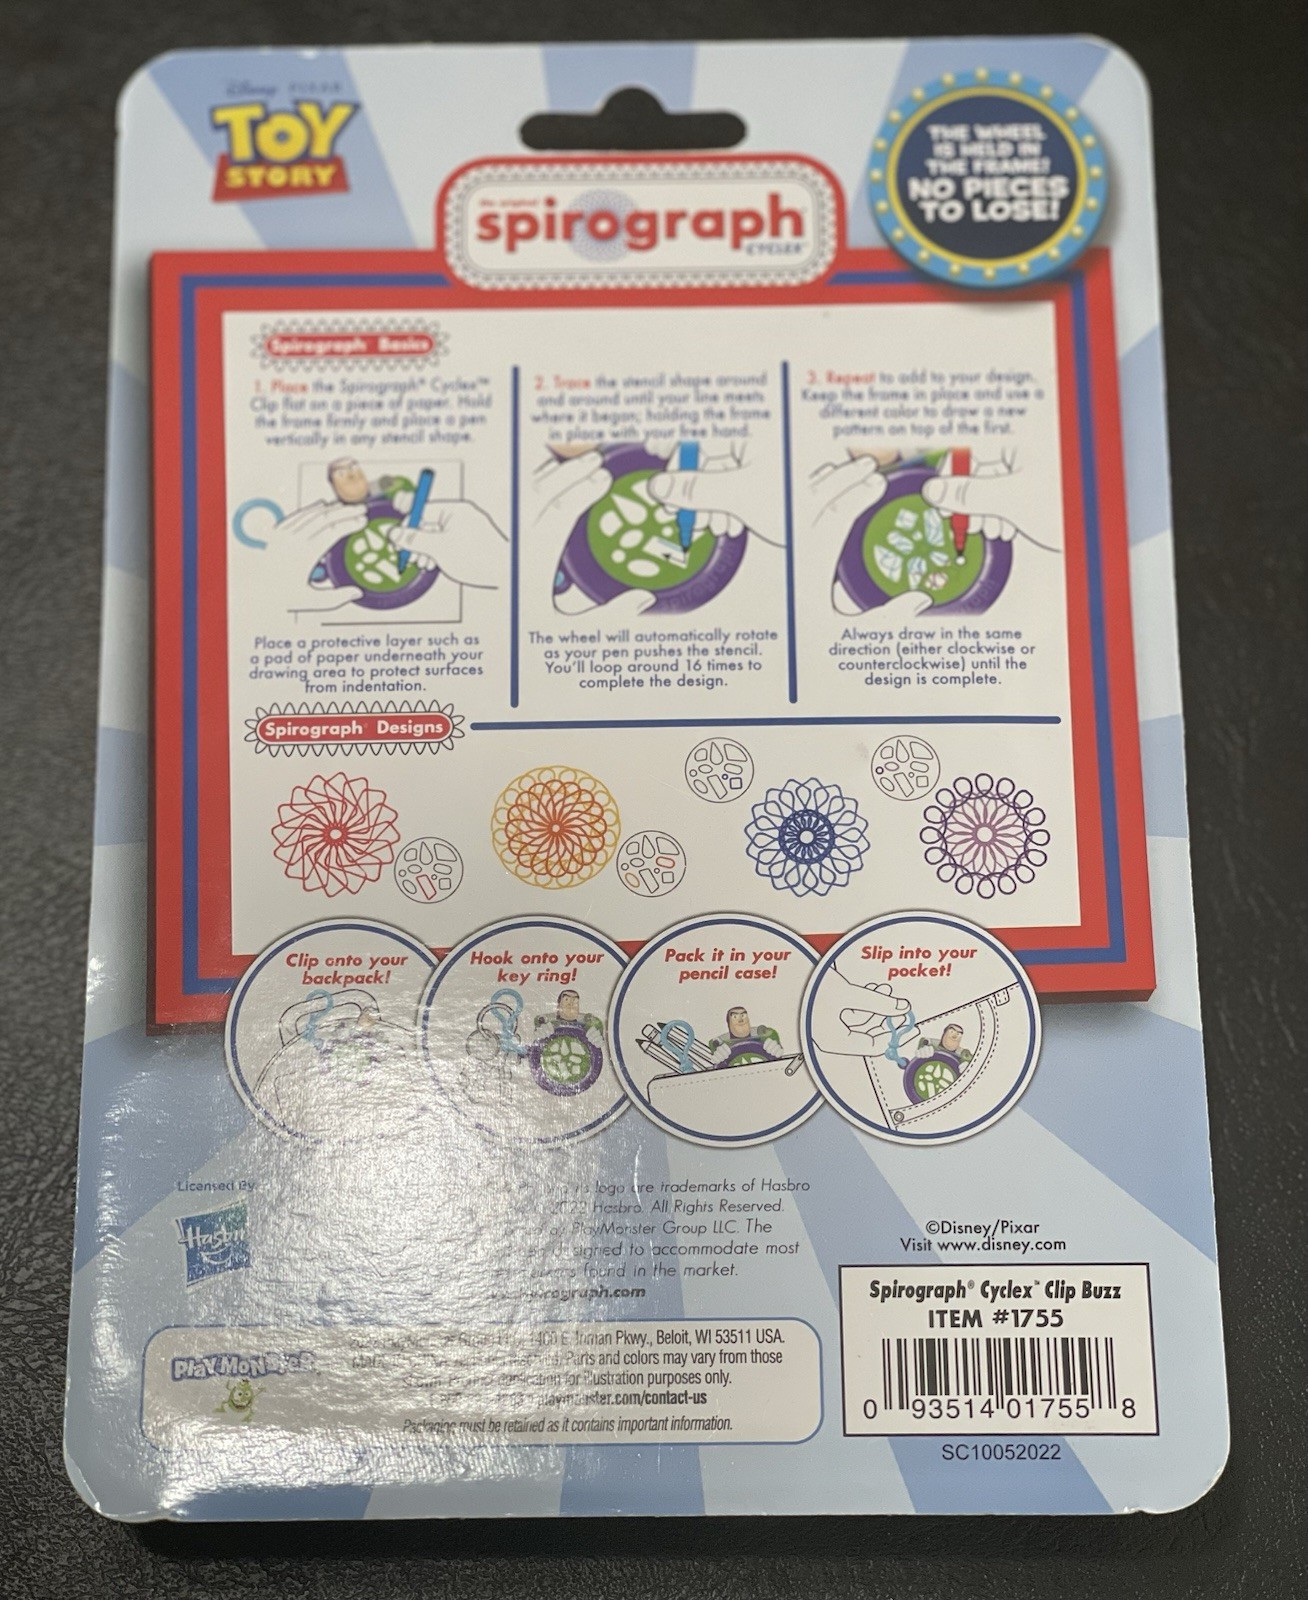 Disney PIXAR
TOY
STORY
the original
spirograph
CYCLEX™
THE WHEEL
IS HELD IN
THE FRAME!
NO PIECES
TO LOSE!
Spirograph® Basics
1. Place the Spirograph® Cyclex™
Clip flat on a piece of paper. Hold
the frame firmly and place a pen
vertically in any stencil shape.
2. Trace the stencil shape around
and around until your line meets
where it began; holding the frame
in place with your free hand.
3. Repeat to add to your design.
Keep the frame in place and use a
different color to draw a new
pattern on top of the first.
Place a protective layer such as
a pad of paper underneath your
drawing area to protect surfaces
from indentation.
The wheel will automatically rotate
as your pen pushes the stencil.
You'll loop around 16 times to
complete the design.
Always draw in the same
direction (either clockwise or
counterclockwise) until the
design is complete.
Spirograph® Designs
Clip onto your
backpack!
Hook onto your
key ring!
Pack it in your
pencil case!
Slip into your
pocket!
Licensed By:
Hasbro
logo are trademarks of Hasbro
2022 Hasbro. All Rights Reserved.
PlayMonster Group LLC. The
designed to accommodate most
found in the market.
©Disney/Pixar
Visit www.disney.com
PLAYMONSTER
1400 E. Inman Pkwy., Beloit, WI 53511 USA.
Parts and colors may vary from those
for illustration purposes only.
playmonster.com/contact-us
Packaging must be retained as it contains important information.
Spirograph® Cyclex™ Clip Buzz
ITEM #1755
0 93514 01755 8
SC10052022